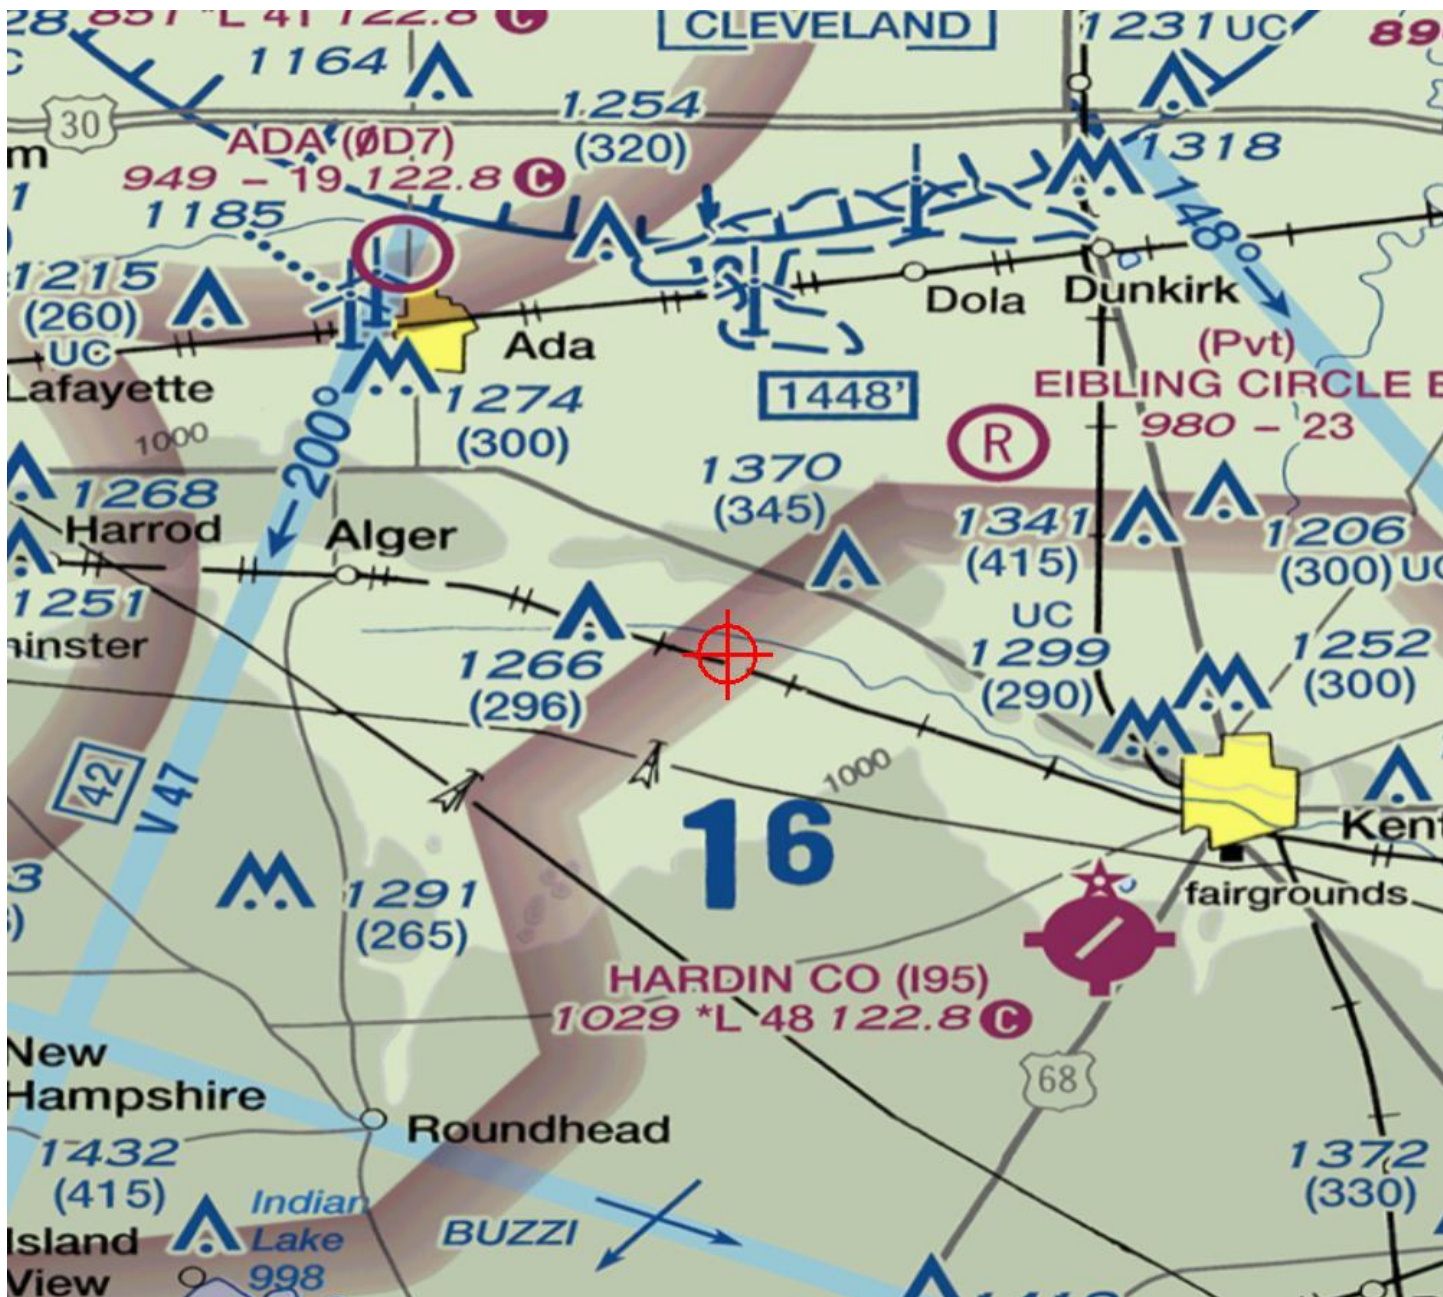 CLEVELAND
1231 UC
1164
1254
(320)
30
ADA (ØD7)
949 - 19 122.8 C
1318
1185
148°
1215
(260)
UC
Dola
Dunkirk
Ada
Lafayette
(Pvt)
EIBLING CIRCLE E
980 - 23
1448'
1274
(300)
1000
200°
R
1370
(345)
1268
Harrod
Alger
1341
(415)
1206
(300) UC
1251
1266
(296)
UC
1299
(290)
1252
(300)
42
V 47
1000
16
Kent
1291
(265)
fairgrounds
HARDIN CO (I95)
1029 *L 48 122.8 C
New
Hampshire
68
Roundhead
1432
(415)
1372
(330)
Indian
Lake
998
BUZZI
Island
View